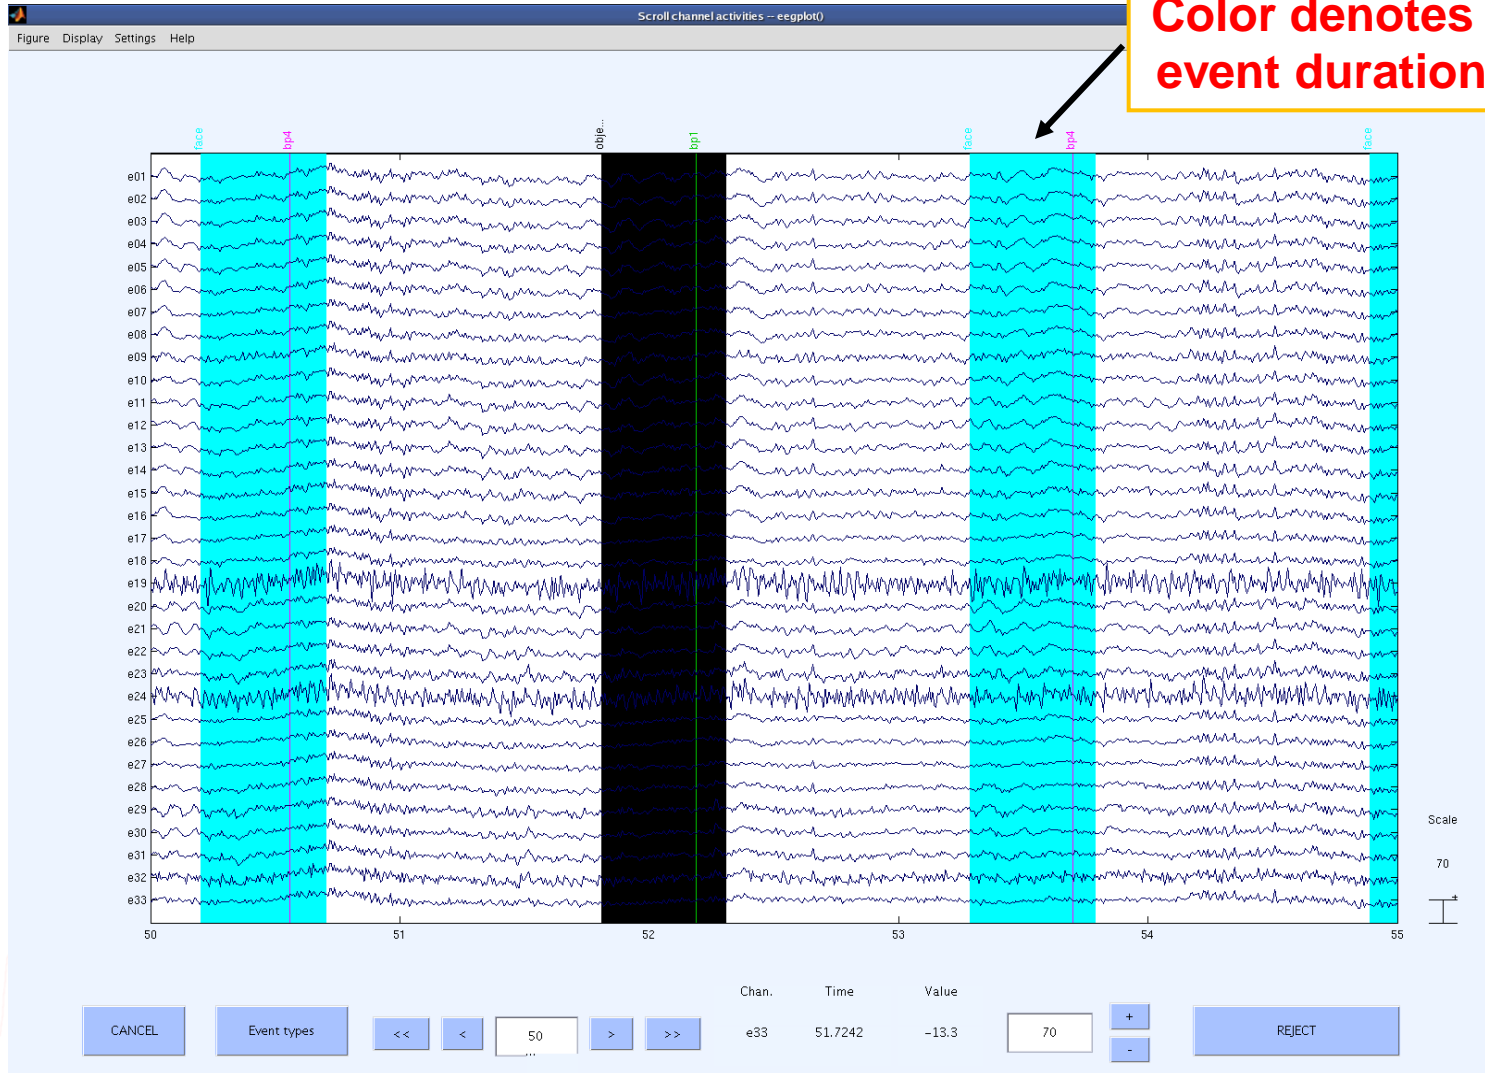 Scroll channel activities -- eegplot()
Color denotes
event duration
Figure Display Settings Help
face bp4 obje... bp1 face bp4 face
e01
e02
e03
e04
e05
e06
e07
e08
e09
e10
e11
e12
e13
e14
e15
e16
e17
e18
e19
e20
e21
e22
e23
e24
e25
e26
e27
e28
e29
e30
e31
e32
e33
Scale
70
+
50 51 52 53 54 55
Chan. Time Value
CANCEL Event types << < 50 > >> e33 51.7242 -13.3 70 + - REJECT